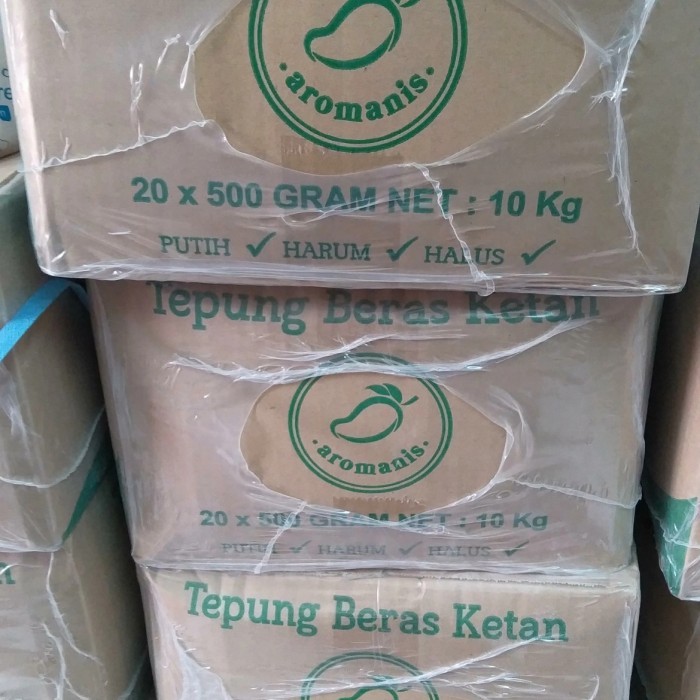 aromanis
20 x 500 GRAM NET : 10 Kg
PUTIH ✓ HARUM ✓ HALUS ✓
Tepung Beras Ketan
aromanis
20 x 500 GRAM NET : 10 Kg
PUTIH ✓ HARUM ✓ HALUS ✓
Tepung Beras Ketan